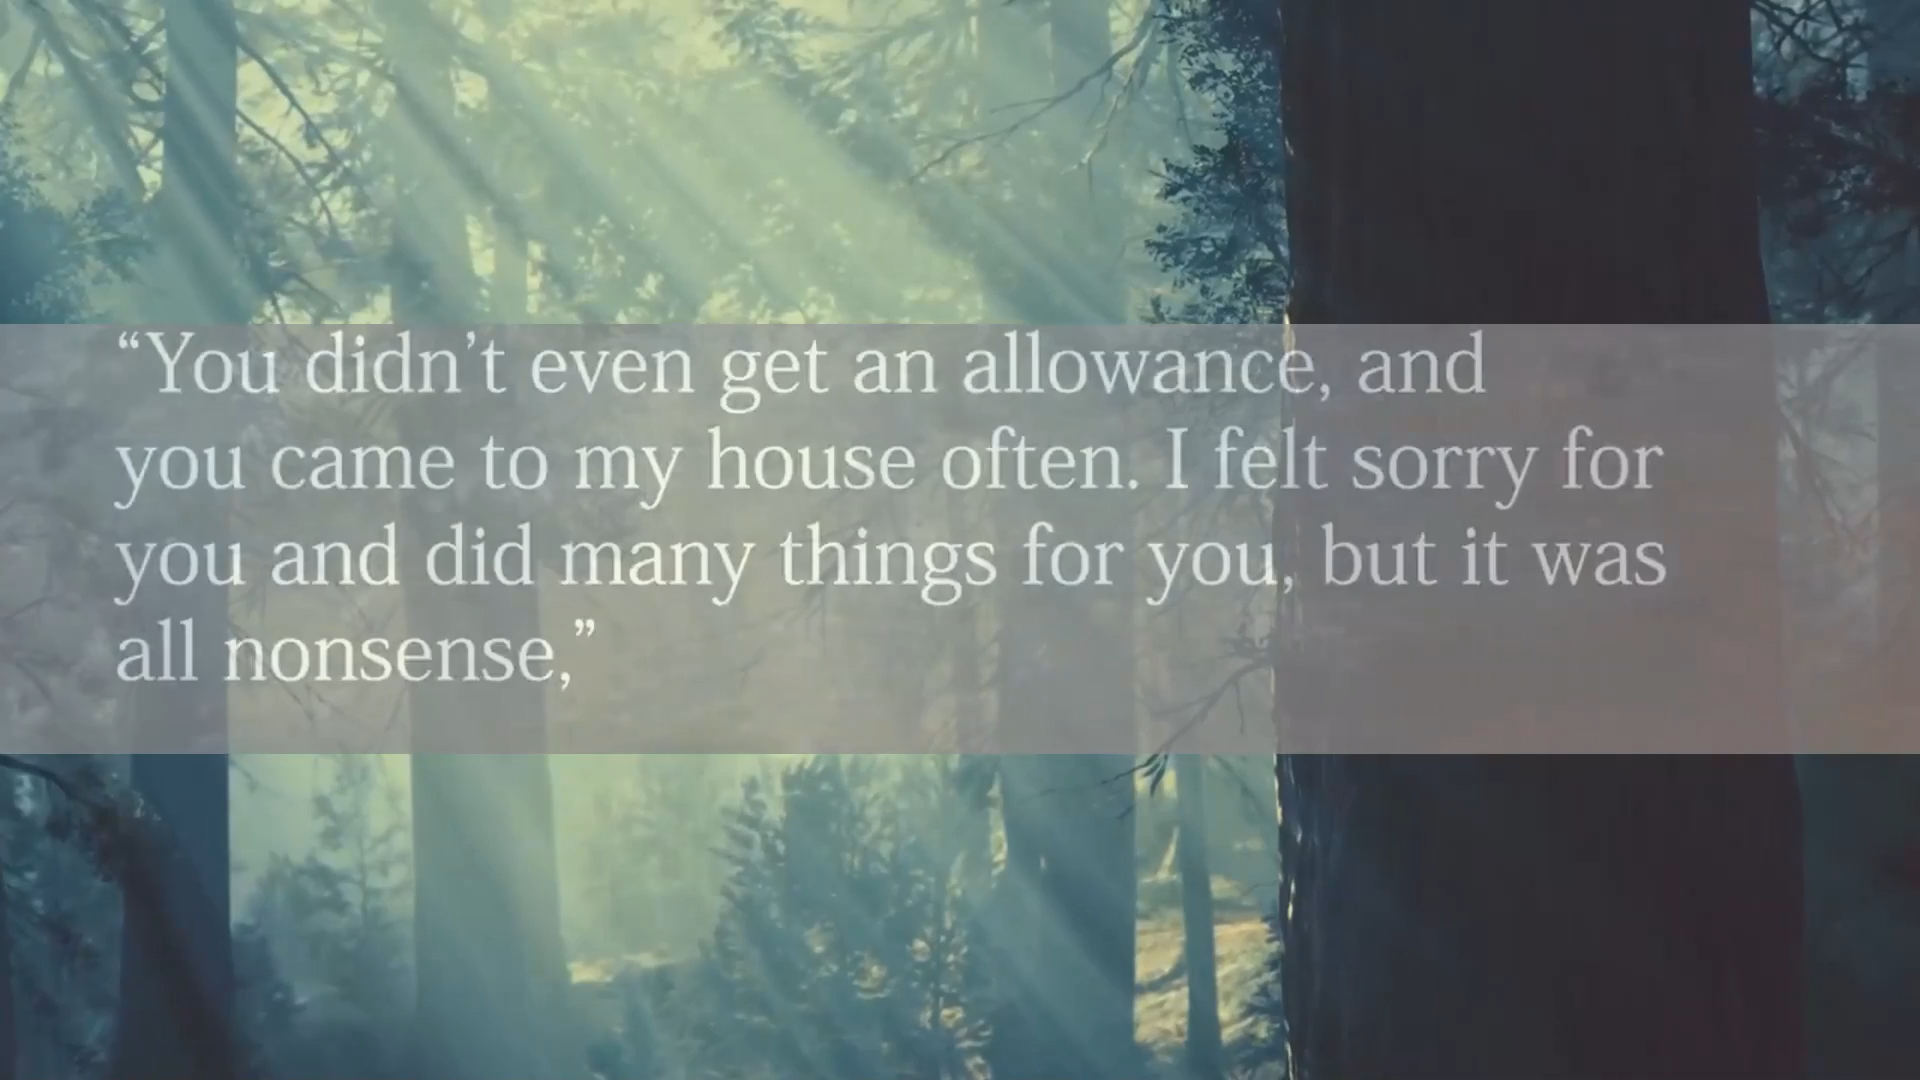 “You didn’t even get an allowance, and
you came to my house often. I felt sorry for
you and did many things for you, but it was
all nonsense,”